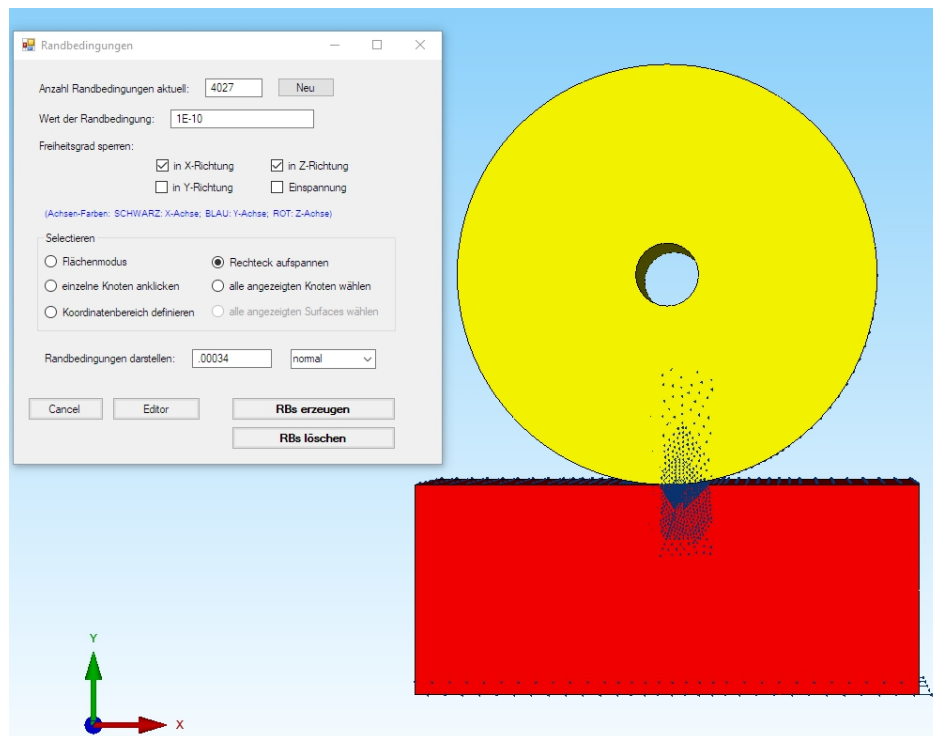 Randbedingungen
Anzahl Randbedingungen aktuell: 4027 Neu
Wert der Randbedingung: 1E-10
Freiheitsgrad sperren:
in X-Richtung in Z-Richtung
in Y-Richtung Einspannung
(Achsen-Farben: SCHWARZ: X-Achse; BLAU: Y-Achse; ROT: Z-Achse)
Selectieren
Flächenmodus Rechteck aufspannen
einzelne Knoten anklicken alle angezeigten Knoten wählen
Koordinatenbereich definieren alle angezeigten Surfaces wählen
Randbedingungen darstellen: .00034 normal
Cancel Editor RBs erzeugen
RBs löschen
Y
X